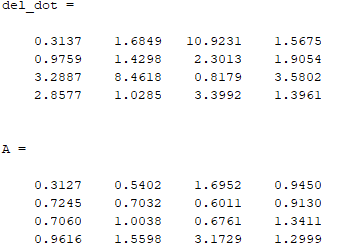 del_dot =
0.3137 1.6849 10.9231 1.5675
0.9759 1.4298 2.3013 1.9054
3.2887 8.4618 0.8179 3.5802
2.8577 1.0285 3.3992 1.3961
A =
0.3127 0.5402 1.6952 0.9450
0.7245 0.7032 0.6011 0.9130
0.7060 1.0038 0.6761 1.3411
0.9616 1.5598 3.1729 1.2999